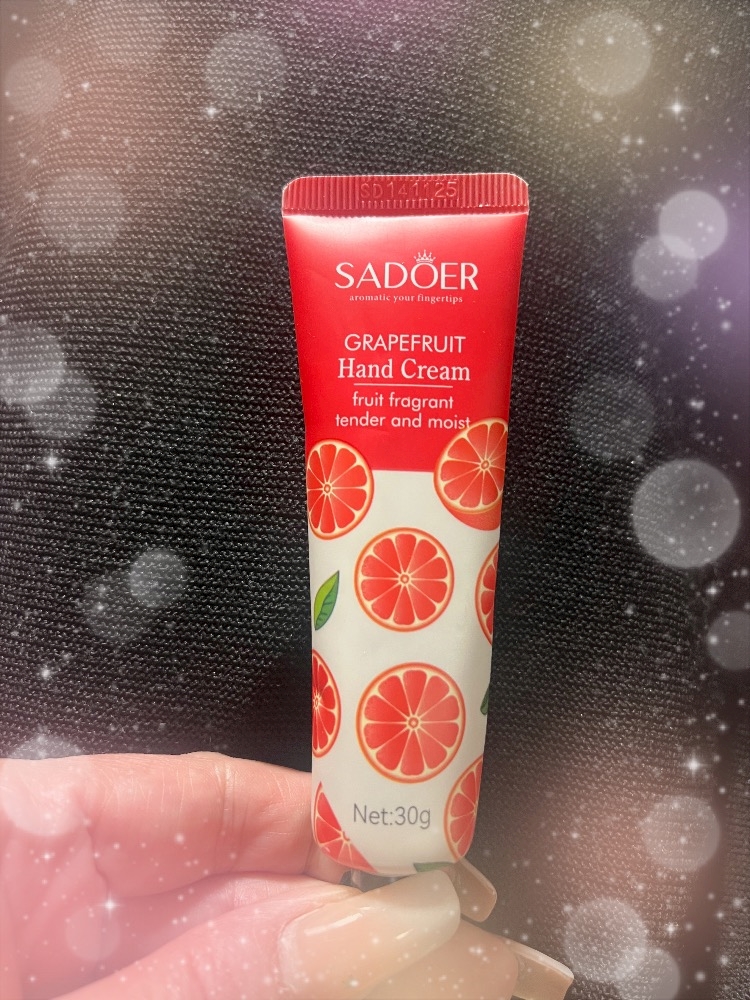 SD141125
SADOER
aromatic your fingertips
GRAPEFRUIT
Hand Cream
fruit fragrant
tender and moist
Net:30g